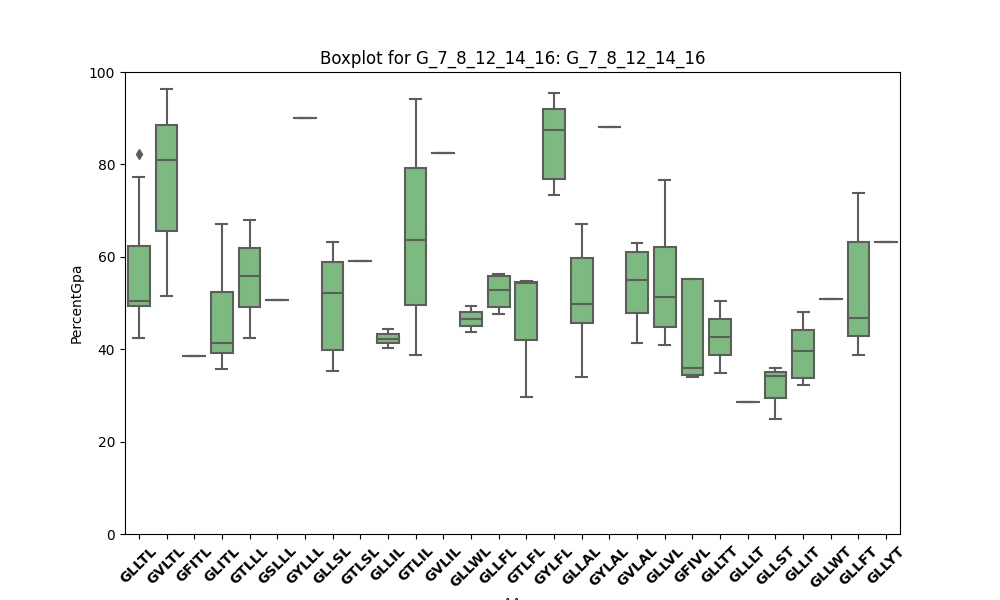 Boxplot for G_7_8_12_14_16: G_7_8_12_14_16
100
80
60
40
20
0
PercentGpa
GLLTL GVLTL GFITL GLITL GTLLL GSLLL GYLLL GLLSL GTLSL GLLIL GTLIL GVLIL GLLWL GLLFL GTLFL GYLFL GLLAL GYLAL GVLAL GLLVL GFIVL GLLTT GLLLT GLLST GLLIT GLLWT GLLFT GLLYT